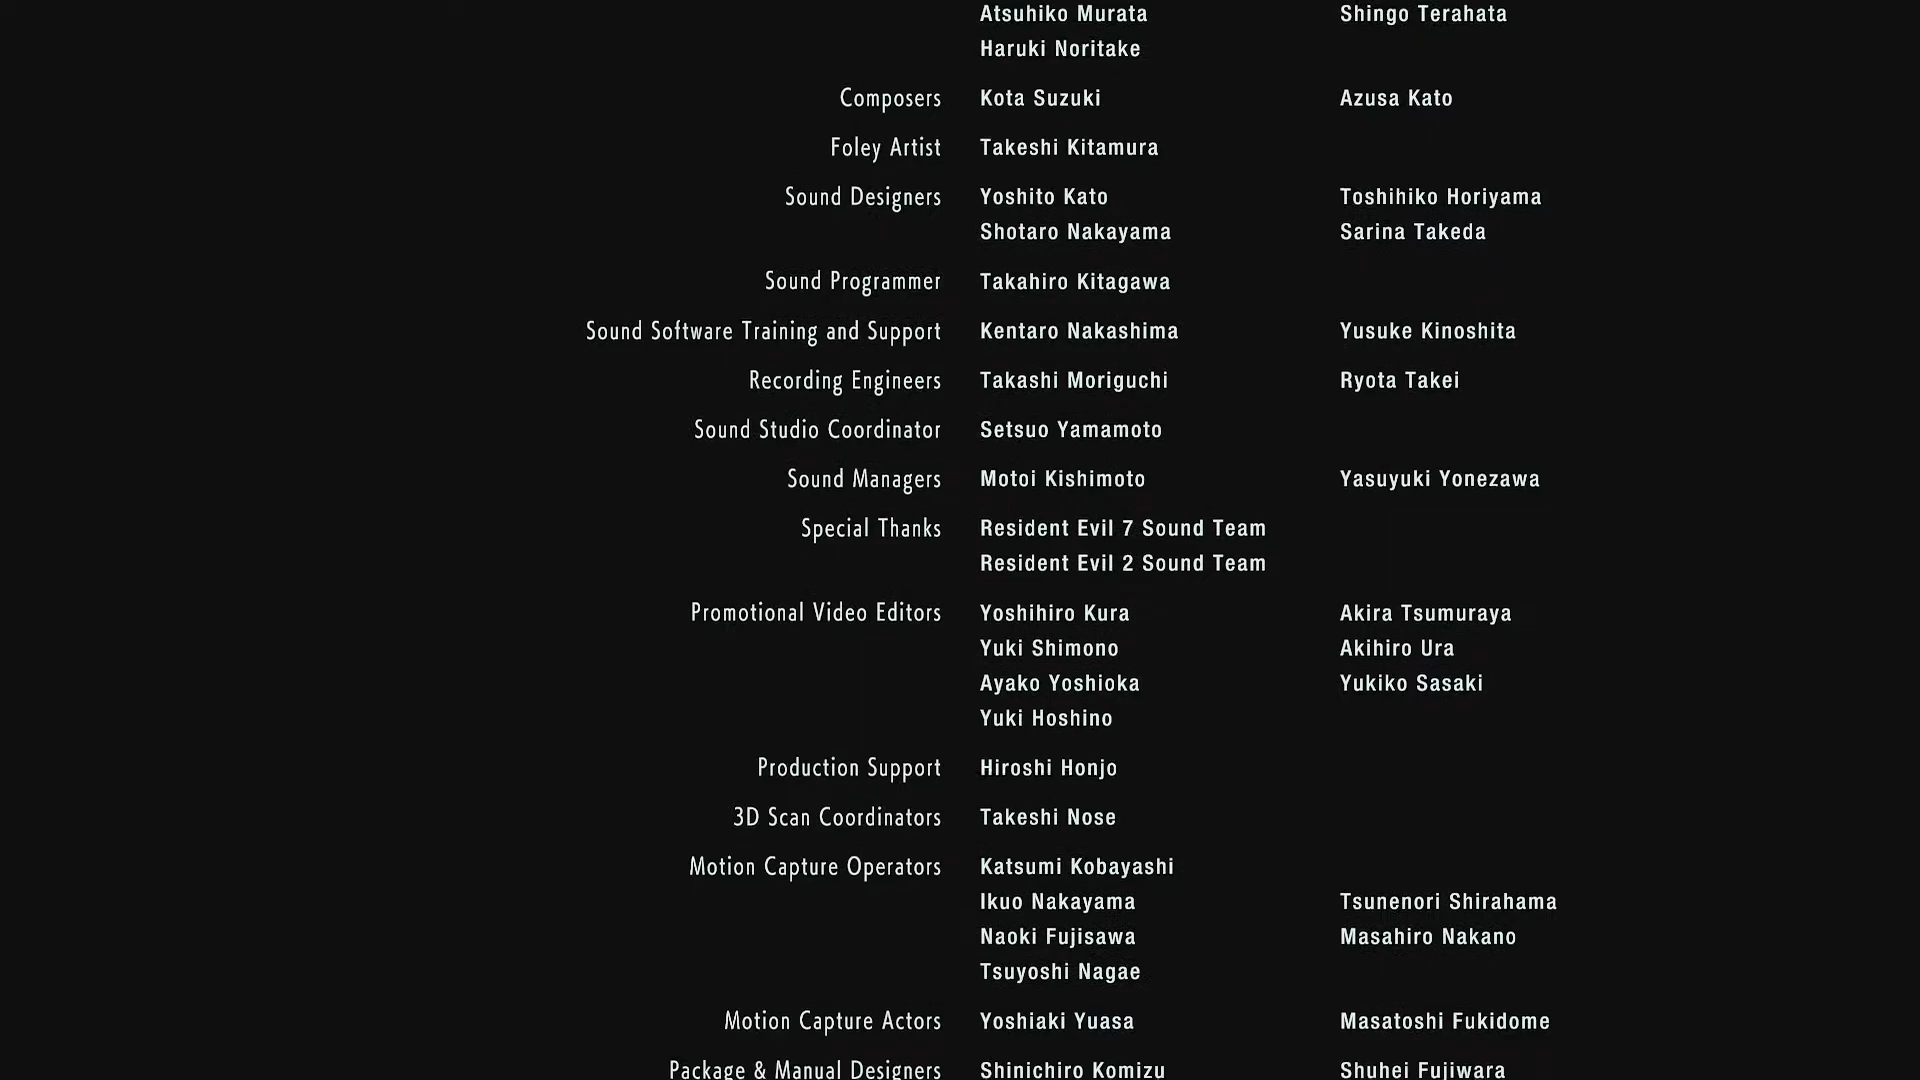 Atsuhiko Murata Shingo Terahata
Haruki Noritake
Composers Kota Suzuki Azusa Kato
Foley Artist Takeshi Kitamura
Sound Designers Yoshito Kato Toshihiko Horiyama
Shotaro Nakayama Sarina Takeda
Sound Programmer Takahiro Kitagawa
Sound Software Training and Support Kentaro Nakashima Yusuke Kinoshita
Recording Engineers Takashi Moriguchi Ryota Takei
Sound Studio Coordinator Setsuo Yamamoto
Sound Managers Motoi Kishimoto Yasuyuki Yonezawa
Special Thanks Resident Evil 7 Sound Team
Resident Evil 2 Sound Team
Promotional Video Editors Yoshihiro Kura Akira Tsumuraya
Yuki Shimono Akihiro Ura
Ayako Yoshioka Yukiko Sasaki
Yuki Hoshino
Production Support Hiroshi Honjo
3D Scan Coordinators Takeshi Nose
Motion Capture Operators Katsumi Kobayashi
Ikuo Nakayama Tsunenori Shirahama
Naoki Fujisawa Masahiro Nakano
Tsuyoshi Nagae
Motion Capture Actors Yoshiaki Yuasa Masatoshi Fukidome
Package & Manual Designers Shinichiro Komizu Shuhei Fujiwara